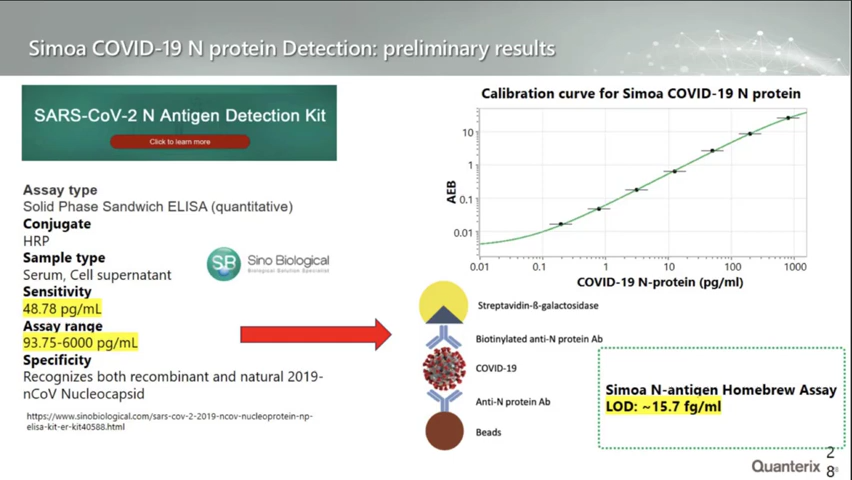 Simoa COVID-19 N protein Detection: preliminary results
SARS-CoV-2 N Antigen Detection Kit
Click to learn more
Assay type
Solid Phase Sandwich ELISA (quantitative)
Conjugate
HRP
Sample type
Serum, Cell supernatant
Sensitivity
48.78 pg/mL
Assay range
93.75-6000 pg/mL
Specificity
Recognizes both recombinant and natural 2019-
nCoV Nucleocapsid
https://www.sinobiological.com/sars-cov-2-2019-ncov-nucleoprotein-np-
elisa-kit-er-kit40588.html
SB
Sino Biological
Biological Solution Specialist
Calibration curve for Simoa COVID-19 N protein
AEB
10
1
0.1
0.01
0.01 0.1 1 10 100 1000
COVID-19 N-protein (pg/ml)
Streptavidin-ß-galactosidase
Biotinylated anti-N protein Ab
COVID-19
Anti-N protein Ab
Beads
Simoa N-antigen Homebrew Assay
LOD: ~15.7 fg/ml
Quanterix
2
8